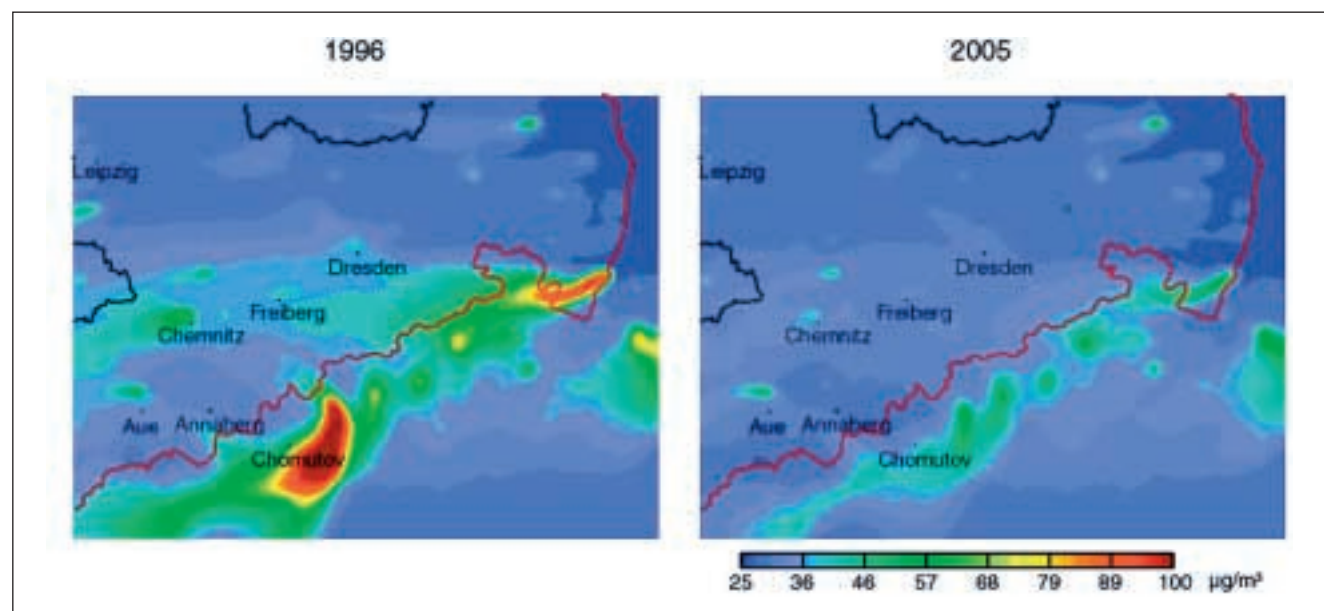 1996
2005
Leipzig
Dresden
Freiberg
Chemnitz
Aue
Annaberg
Chomutov
Leipzig
Dresden
Freiberg
Chemnitz
Aue
Annaberg
Chomutov
25 36 46 57 68 79 89 100 µg/m³